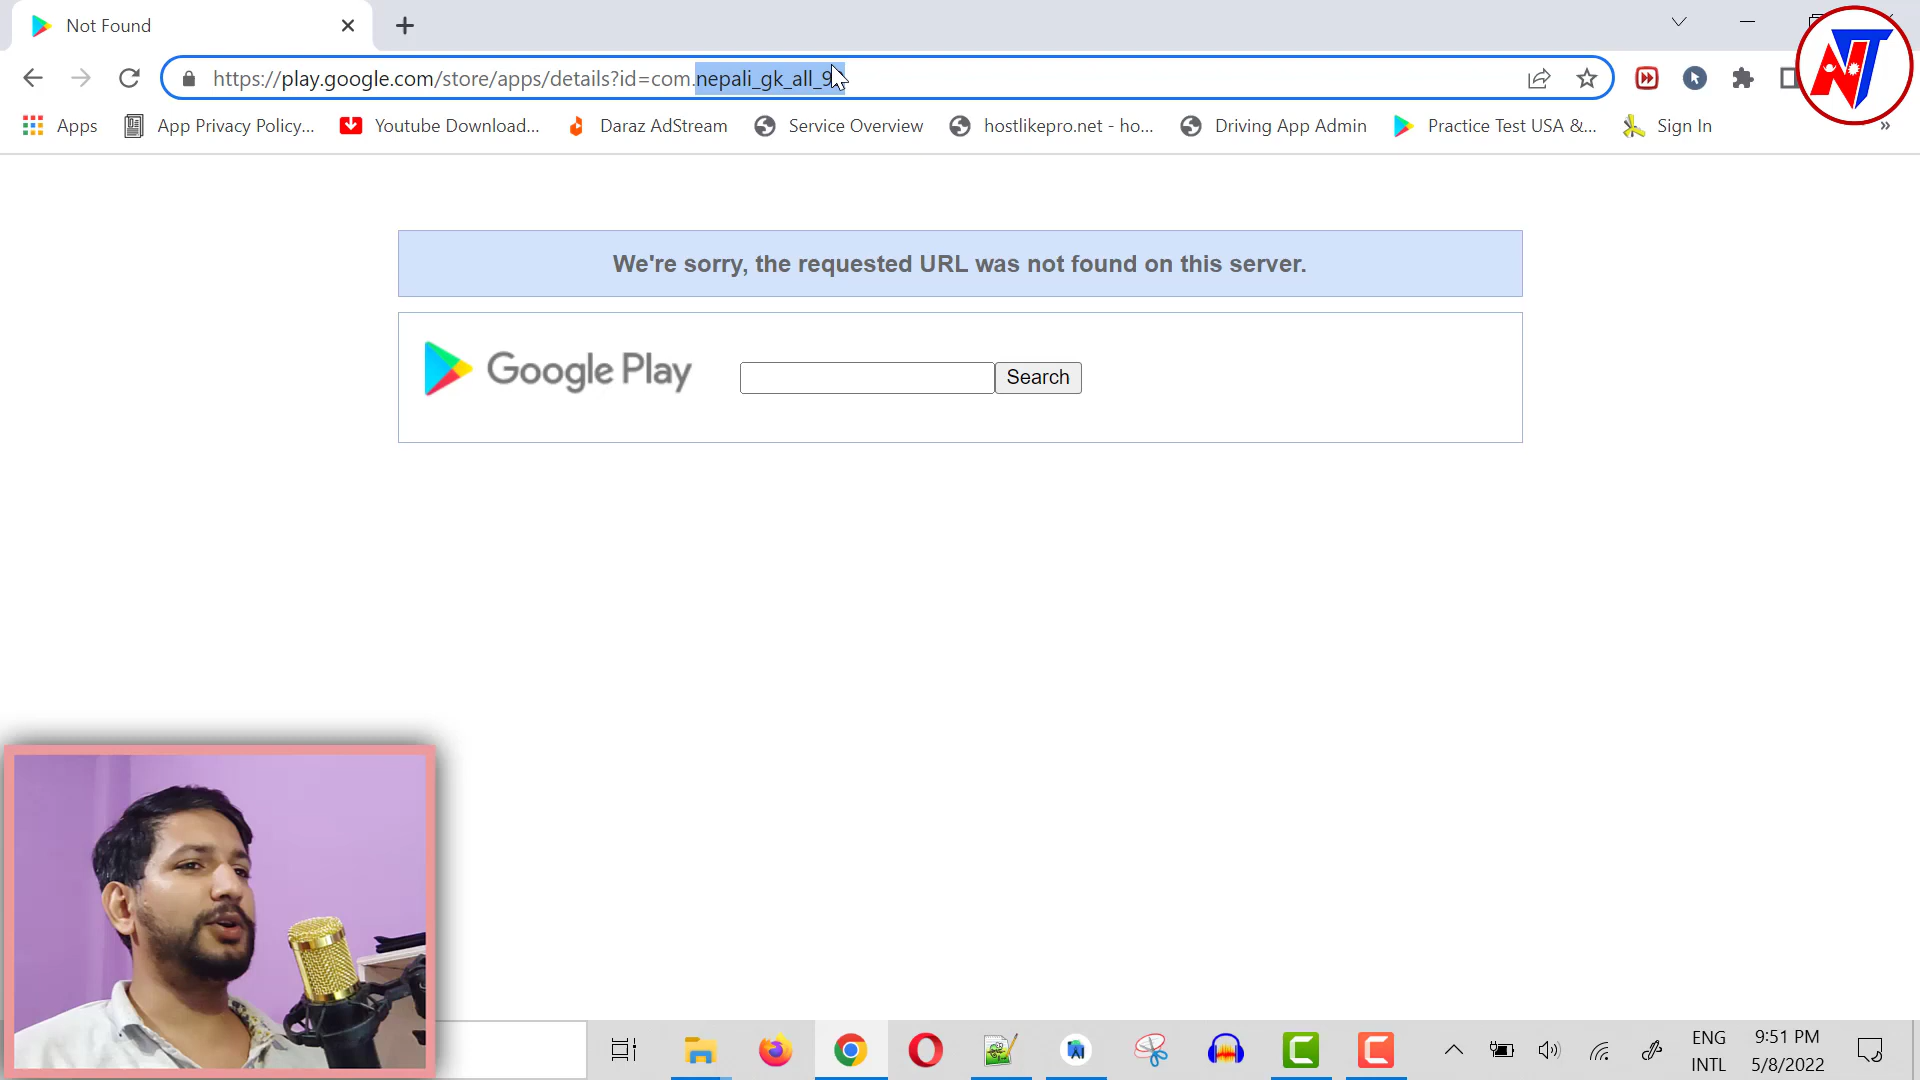 Not Found
https://play.google.com/store/apps/details?id=com.nepali_gk_all_9
Apps
App Privacy Policy...
Youtube Download...
Daraz AdStream
Service Overview
hostlikepro.net - ho...
Driving App Admin
Practice Test USA &...
Sign In
»
We're sorry, the requested URL was not found on this server.
Google Play
Search
ENG
INTL
9:51 PM
5/8/2022